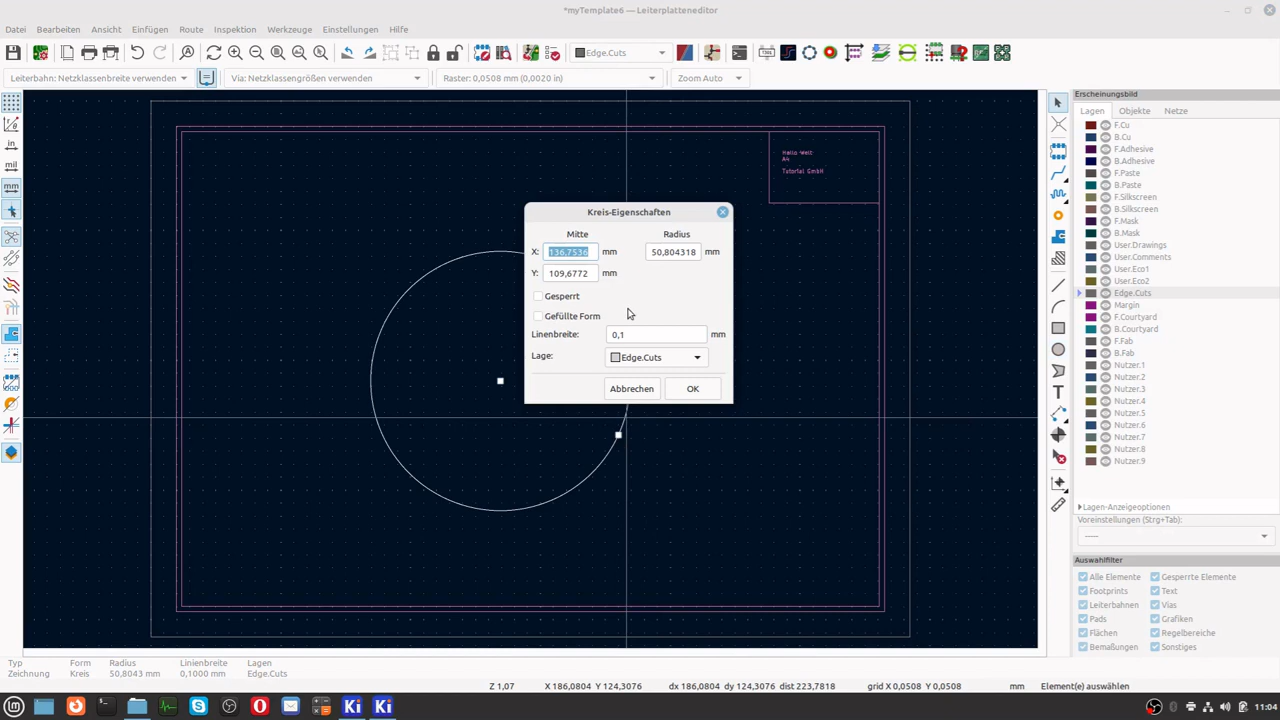 *myTemplate6 — Leiterplatteneditor
Datei Bearbeiten Ansicht Einfügen Route Inspektion Werkzeuge Einstellungen Hilfe
Edge.Cuts
Leiterbahn: Netzklassenbreite verwenden Via: Netzklassengrößen verwenden Raster: 0,0508 mm (0,0020 in) Zoom Auto
in
mil
mm
Hallo Welt
A4
Tutorial GmbH
Kreis-Eigenschaften
Mitte Radius
X: 136,7536 mm 50,804318 mm
Y: 109,6772 mm
Gesperrt
Gefüllte Form
Linenbreite: 0,1 mm
Lage: Edge.Cuts
Abbrechen OK
Erscheinungsbild
Lagen Objekte Netze
F.Cu
B.Cu
F.Adhesive
B.Adhesive
F.Paste
B.Paste
F.Silkscreen
B.Silkscreen
F.Mask
B.Mask
User.Drawings
User.Comments
User.Eco1
User.Eco2
Edge.Cuts
Margin
F.Courtyard
B.Courtyard
F.Fab
B.Fab
Nutzer.1
Nutzer.2
Nutzer.3
Nutzer.4
Nutzer.5
Nutzer.6
Nutzer.7
Nutzer.8
Nutzer.9
Lagen-Anzeigeoptionen
Voreinstellungen (Strg+Tab):
-----
Auswahlfilter
Alle Elemente Gesperrte Elemente
Footprints Text
Leiterbahnen Vias
Pads Grafiken
Flächen Regelbereiche
Bemaßungen Sonstiges
Typ Form Radius Linienbreite Lagen
Zeichnung Kreis 50,8043 mm 0,1000 mm Edge.Cuts
Z 1,07 X 186,0804 Y 124,3076 dx 186,0804 dy 124,3076 dist 223,7818 grid X 0,0508 Y 0,0508 mm Element(e) auswählen
Ki Ki 11:04